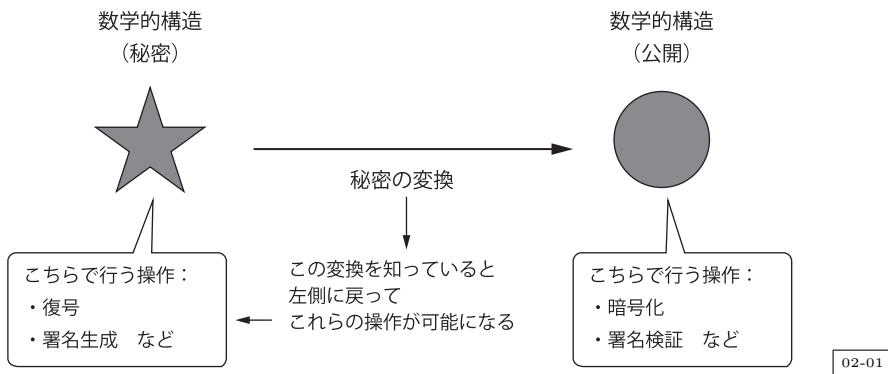 数学的構造
（秘密）
数学的構造
（公開）
秘密の変換
こちらで行う操作：
・復号
・署名生成　など
この変換を知っていると
左側に戻って
これらの操作が可能になる
こちらで行う操作：
・暗号化
・署名検証　など
02-01